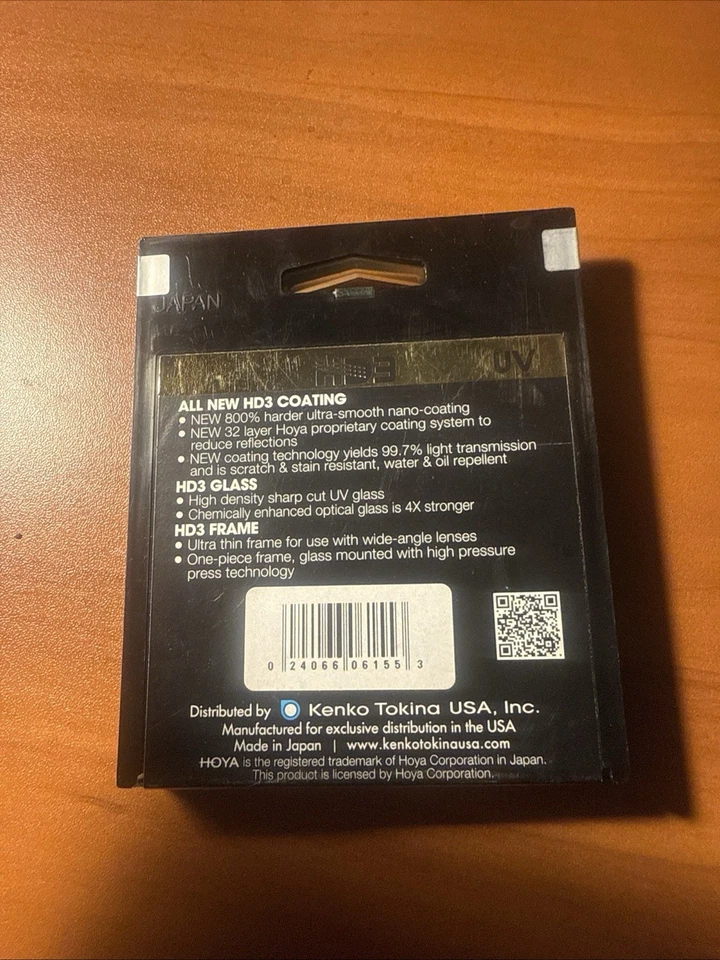 JAPAN
HD3 UV
ALL NEW HD3 COATING
• NEW 800% harder ultra-smooth nano-coating
• NEW 32 layer Hoya proprietary coating system to
reduce reflections
• NEW coating technology yields 99.7% light transmission
and is scratch & stain resistant, water & oil repellent
HD3 GLASS
• High density sharp cut UV glass
• Chemically enhanced optical glass is 4X stronger
HD3 FRAME
• Ultra thin frame for use with wide-angle lenses
• One-piece frame, glass mounted with high pressure
press technology
0 24066 06155 3
Distributed by Kenko Tokina USA, Inc.
Manufactured for exclusive distribution in the USA
Made in Japan | www.kenkotokinausa.com
HOYA is the registered trademark of Hoya Corporation in Japan.
This product is licensed by Hoya Corporation.